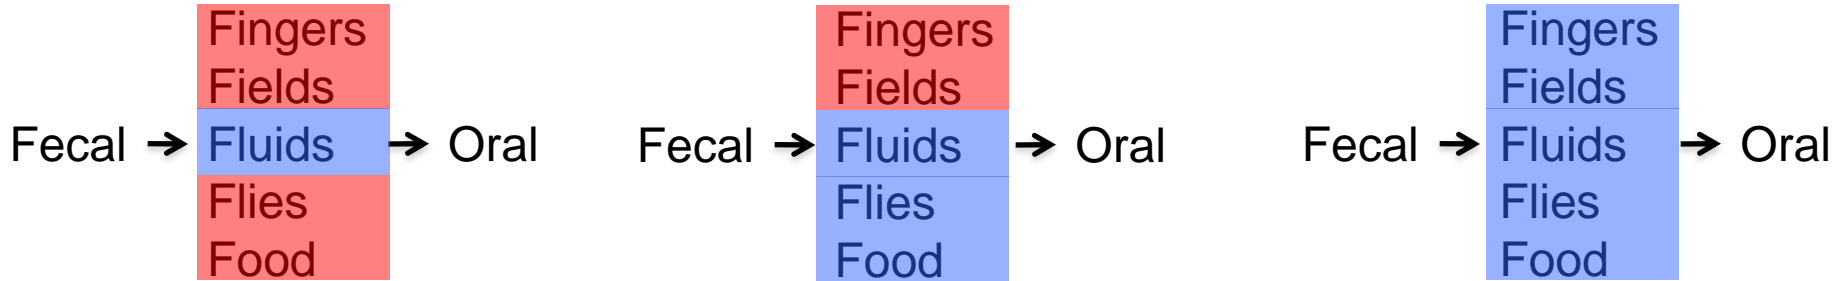 Fingers
Fields
Fecal → Fluids → Oral
Flies
Food
Fingers
Fields
Fecal → Fluids → Oral
Flies
Food
Fingers
Fields
Fecal → Fluids → Oral
Flies
Food